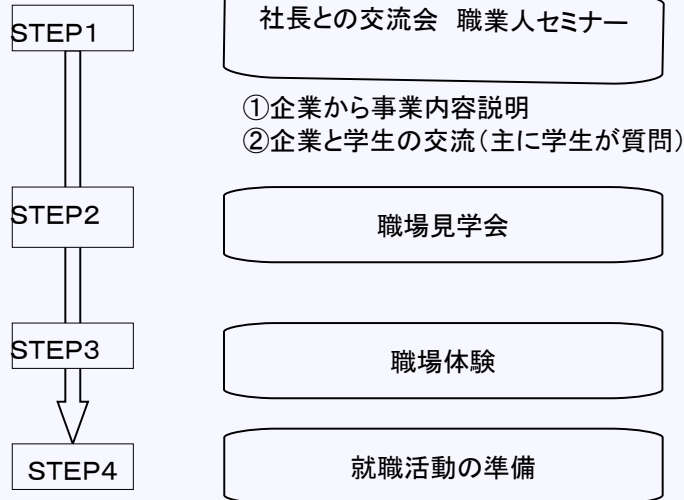 STEP1
社長との交流会 職業人セミナー
①企業から事業内容説明
②企業と学生の交流(主に学生が質問)
STEP2
職場見学会
STEP3
職場体験
STEP4
就職活動の準備